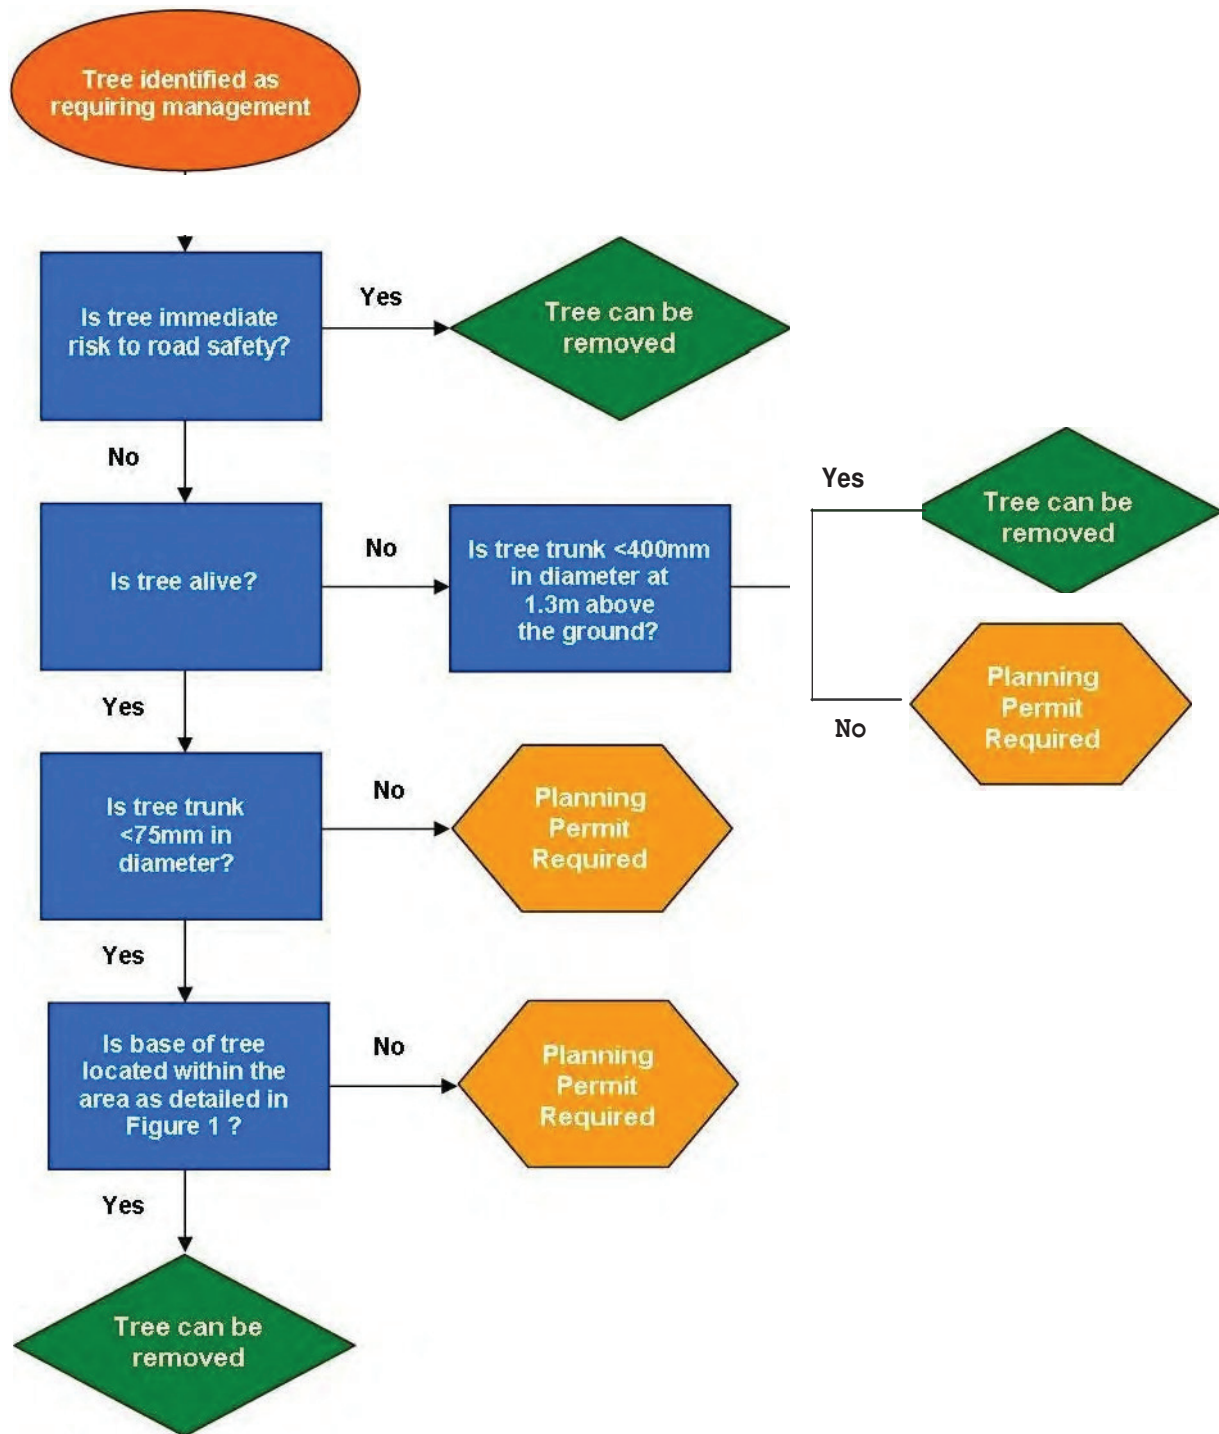 Tree identified as
requiring management
Is tree immediate
risk to road safety?
Yes
Tree can be
removed
No
Is tree alive?
No
Is tree trunk <400mm
in diameter at
1.3m above
the ground?
Yes
Tree can be
removed
No
Planning
Permit
Required
Yes
Is tree trunk
<75mm in
diameter?
No
Planning
Permit
Required
Yes
Is base of tree
located within the
area as detailed in
Figure 1 ?
No
Planning
Permit
Required
Yes
Tree can be
removed